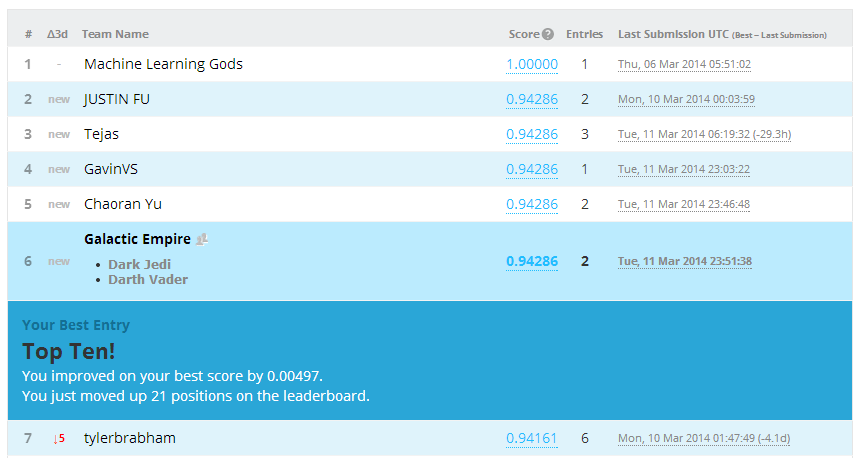 # Δ3d Team Name Score ? Entries Last Submission UTC (Best – Last Submission)
1 - Machine Learning Gods 1.00000 1 Thu, 06 Mar 2014 05:51:02
2 new JUSTIN FU 0.94286 2 Mon, 10 Mar 2014 00:03:59
3 new Tejas 0.94286 3 Tue, 11 Mar 2014 06:19:32 (-29.3h)
4 new GavinVS 0.94286 1 Tue, 11 Mar 2014 23:03:22
5 new Chaoran Yu 0.94286 2 Tue, 11 Mar 2014 23:46:48
Galactic Empire
6 new 0.94286 2 Tue, 11 Mar 2014 23:51:38
• Dark Jedi
• Darth Vader
Your Best Entry
Top Ten!
You improved on your best score by 0.00497.
You just moved up 21 positions on the leaderboard.
7 ↓5 tylerbrabham 0.94161 6 Mon, 10 Mar 2014 01:47:49 (-4.1d)